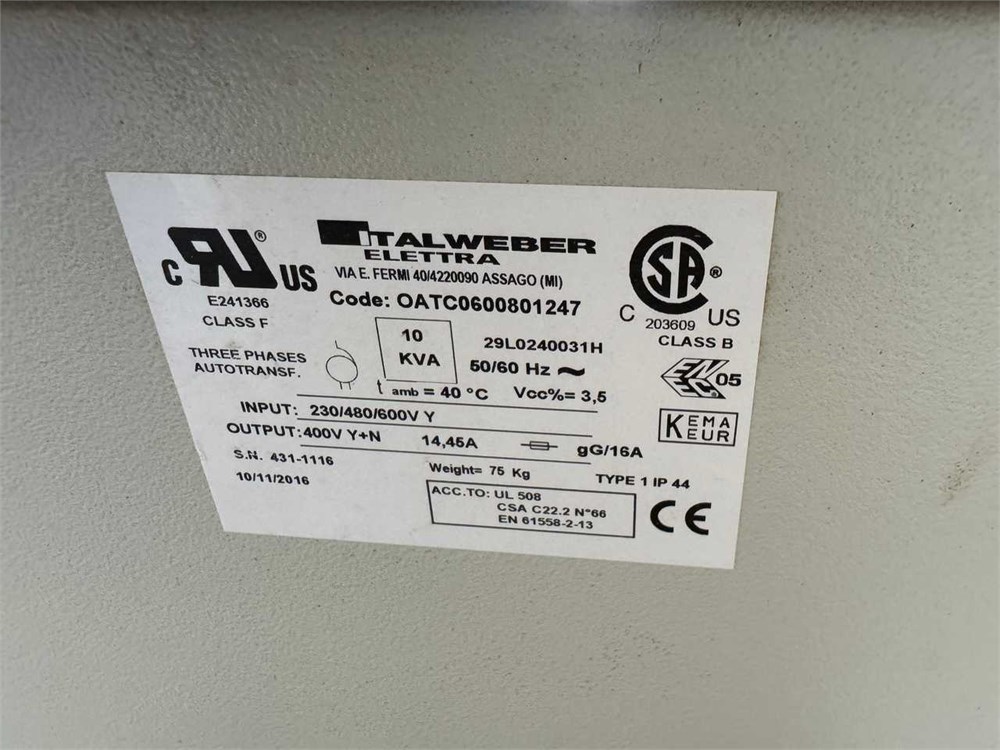 C RU ® US
E241366
CLASS F
ITALWEBER
ELETTRA
VIA E. FERMI 40/4220090 ASSAGO (MI)
Code: OATC0600801247
SA ®
C 203609 US
CLASS B
THREE PHASES
AUTOTRANSF.
10
KVA
29L0240031H
50/60 Hz ~
t amb = 40 °C Vcc%= 3,5
ENEC 05
KEMA
KEUR
INPUT: 230/480/600V Y
OUTPUT:400V Y+N 14,45A gG/16A
S.N. 431-1116
10/11/2016
Weight= 75 Kg
TYPE 1 IP 44
ACC.TO: UL 508
CSA C22.2 N°66
EN 61558-2-13
CE